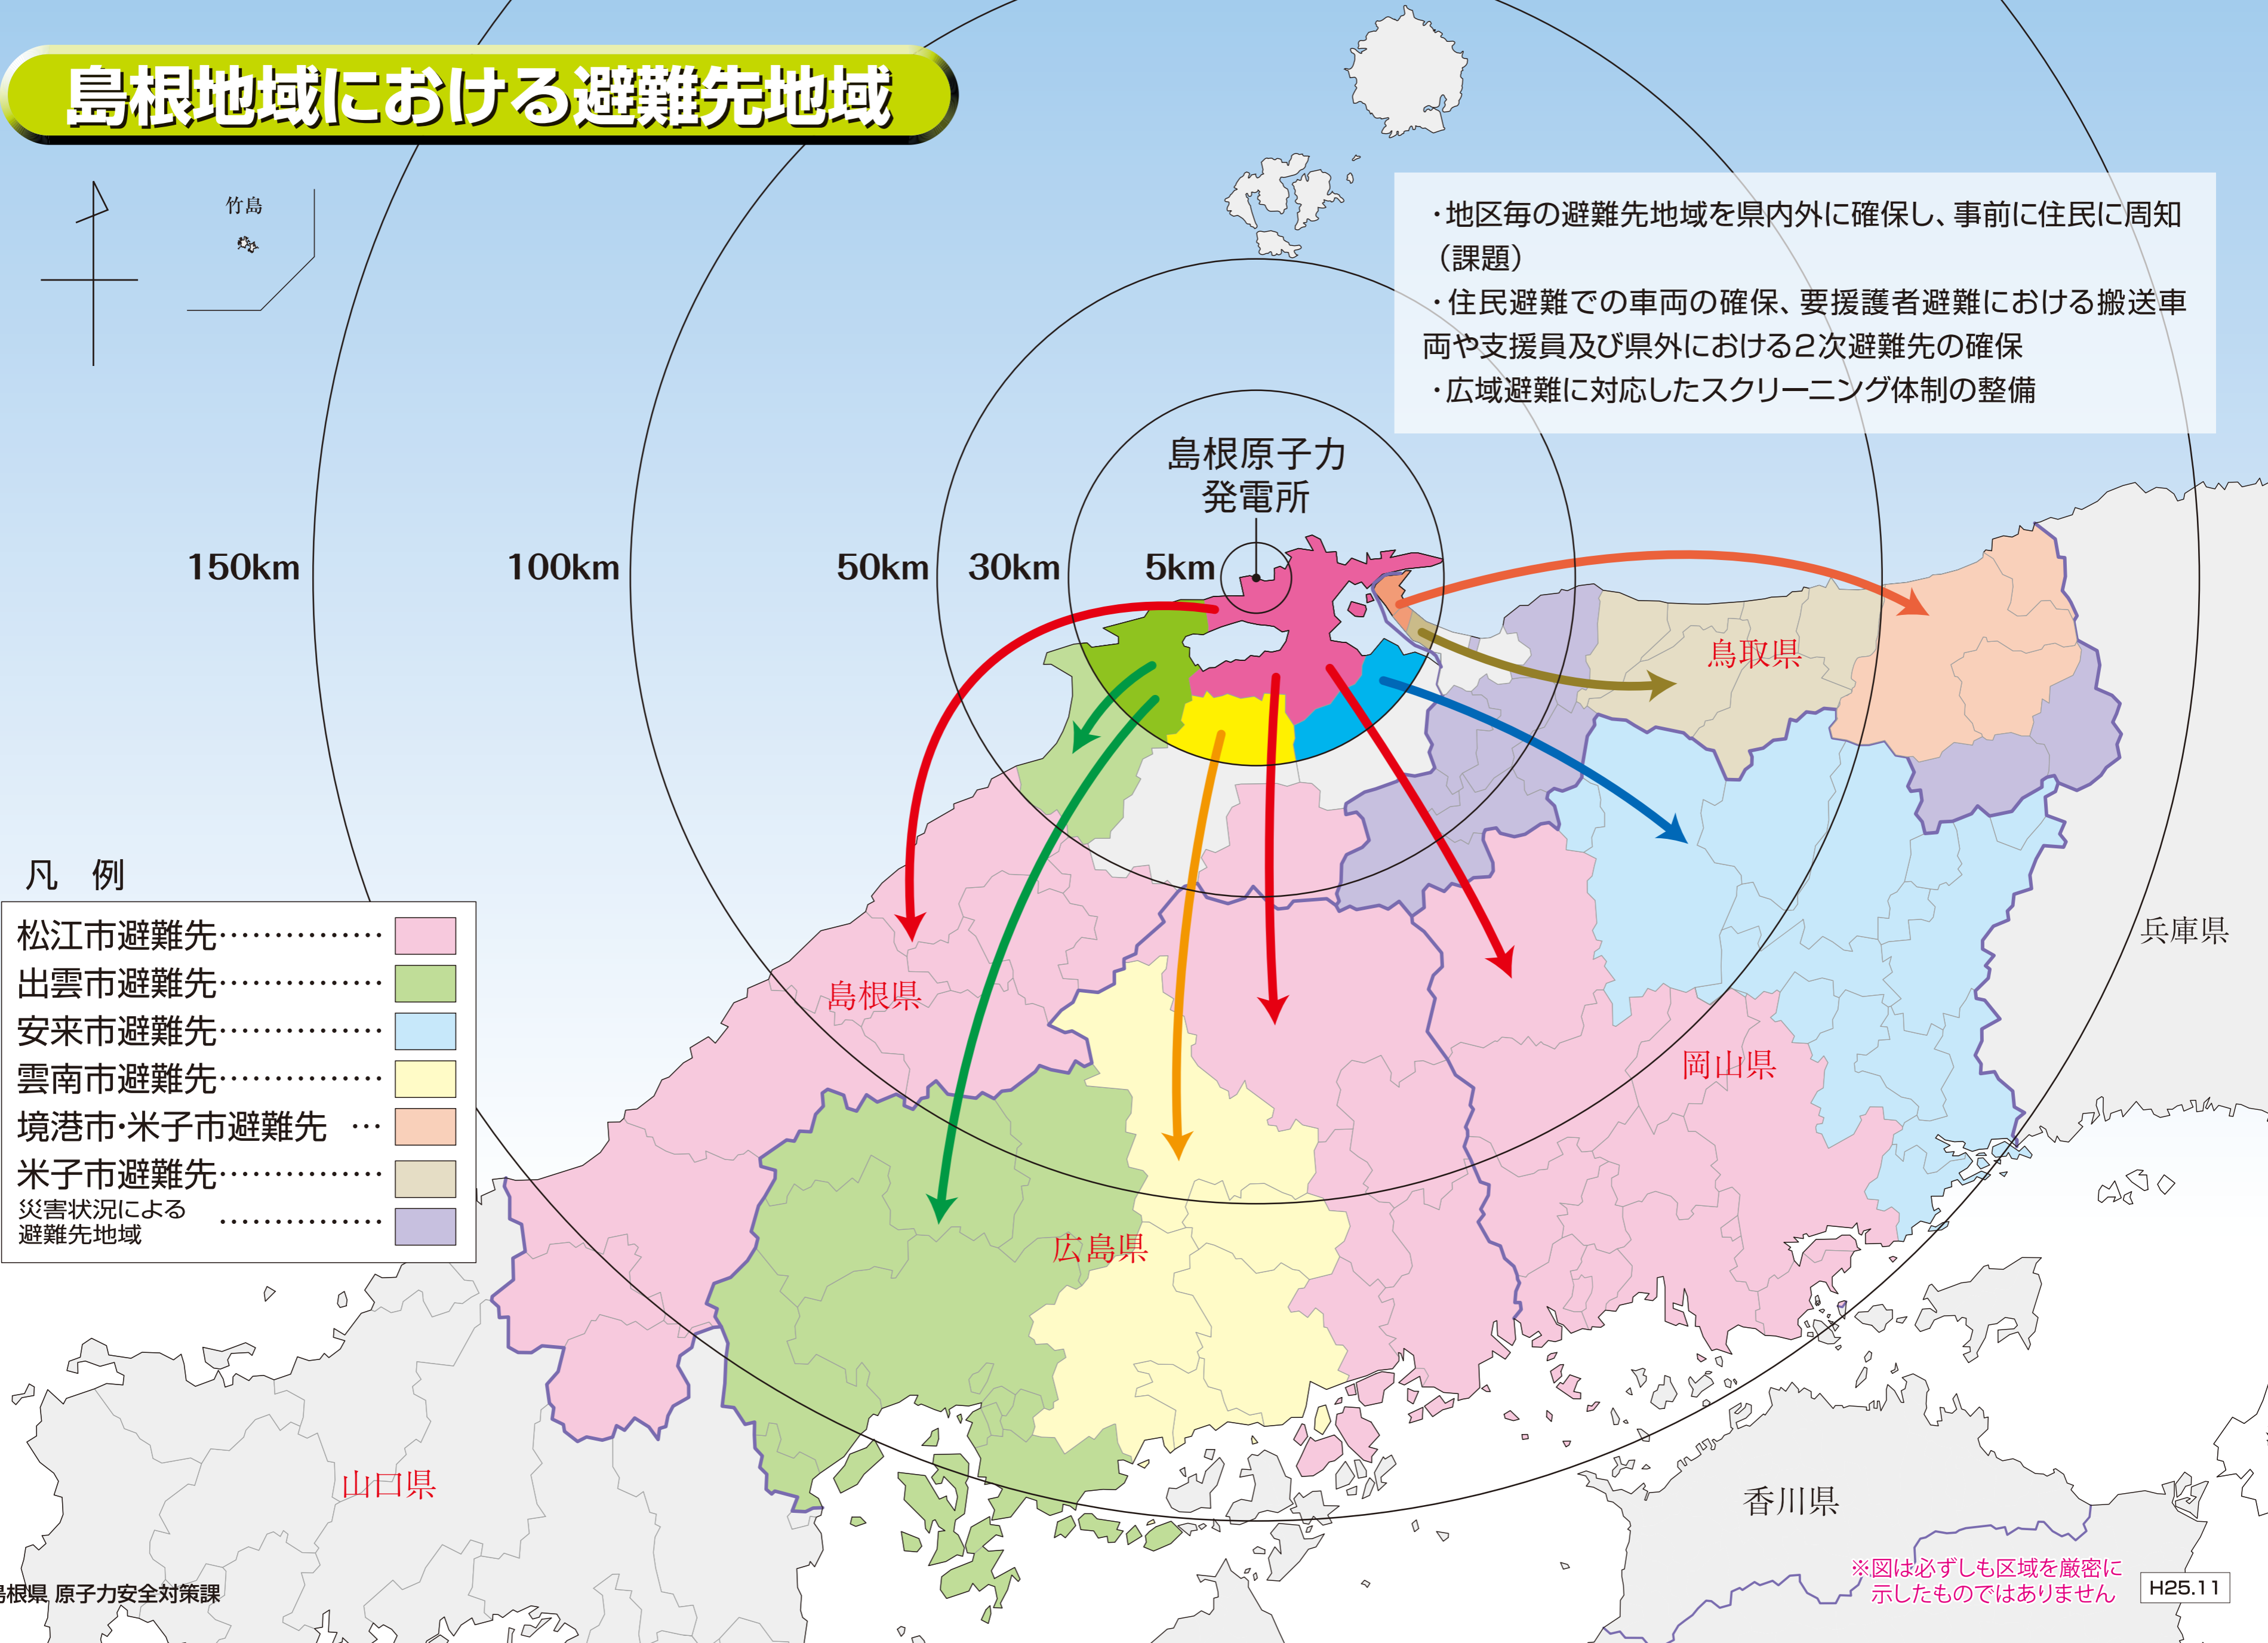 島根地域における避難先地域
竹島
・地区毎の避難先地域を県内外に確保し、事前に住民に周知
（課題）
・住民避難での車両の確保、要援護者避難における搬送車
両や支援員及び県外における2次避難先の確保
・広域避難に対応したスクリーニング体制の整備
島根原子力
発電所
150km
100km
50km
30km
5km
鳥取県
兵庫県
島根県
岡山県
広島県
山口県
香川県
凡　例
松江市避難先……………
出雲市避難先……………
安来市避難先……………
雲南市避難先……………
境港市・米子市避難先 …
米子市避難先……………
災害状況による
避難先地域 ……………
島根県 原子力安全対策課
※図は必ずしも区域を厳密に
示したものではありません
H25.11